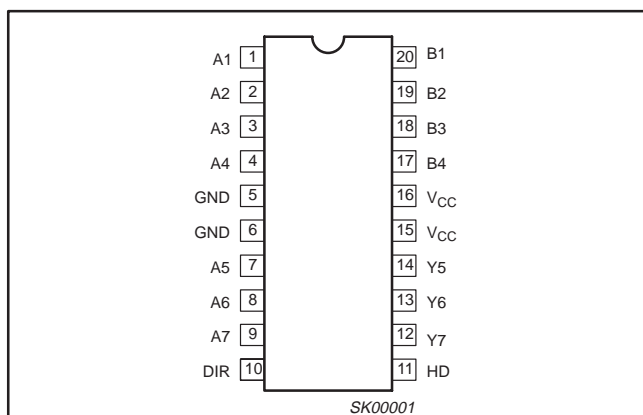 A1 1 20 B1
A2 2 19 B2
A3 3 18 B3
A4 4 17 B4
GND 5 16 VCC
GND 6 15 VCC
A5 7 14 Y5
A6 8 13 Y6
A7 9 12 Y7
DIR 10 11 HD
SK00001